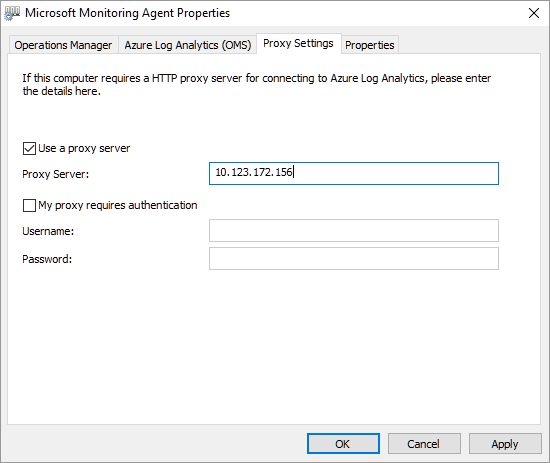 Microsoft Monitoring Agent Properties
Operations Manager Azure Log Analytics (OMS) Proxy Settings Properties
If this computer requires a HTTP proxy server for connecting to Azure Log Analytics, please enter
the details here.
Use a proxy server
Proxy Server: 10.123.172.156
My proxy requires authentication
Username:
Password:
OK Cancel Apply